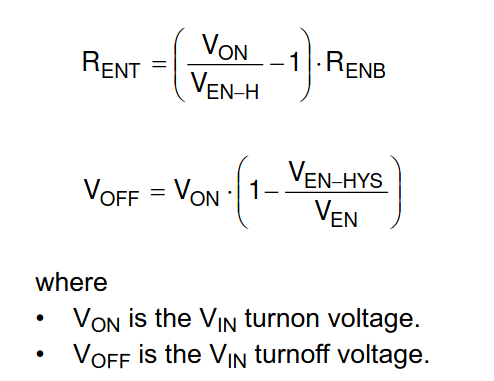 R_ENT = (V_ON / V_EN–H – 1) · R_ENB
V_OFF = V_ON · (1 – V_EN–HYS / V_EN)
where
• V_ON is the V_IN turnon voltage.
• V_OFF is the V_IN turnoff voltage.